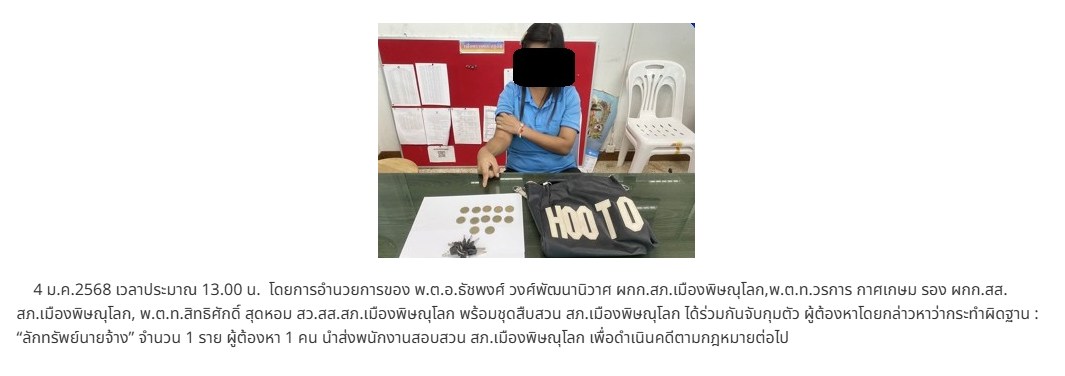 HOOTO
4 ม.ค.2568 เวลาประมาณ 13.00 น. โดยการอำนวยการของ พ.ต.อ.ธัชพงศ์ วงศ์พัฒนานิวาศ ผกก.สภ.เมืองพิษณุโลก,พ.ต.ท.วรการ กาศเกษม รอง ผกก.สส.
สภ.เมืองพิษณุโลก, พ.ต.ท.สิทธิศักดิ์ สุดหอม สว.สส.สภ.เมืองพิษณุโลก พร้อมชุดสืบสวน สภ.เมืองพิษณุโลก ได้ร่วมกันจับกุมตัว ผู้ต้องหาโดยกล่าวหาว่ากระทำผิดฐาน :
“ลักทรัพย์นายจ้าง” จำนวน 1 ราย ผู้ต้องหา 1 คน นำส่งพนักงานสอบสวน สภ.เมืองพิษณุโลก เพื่อดำเนินคดีตามกฎหมายต่อไป